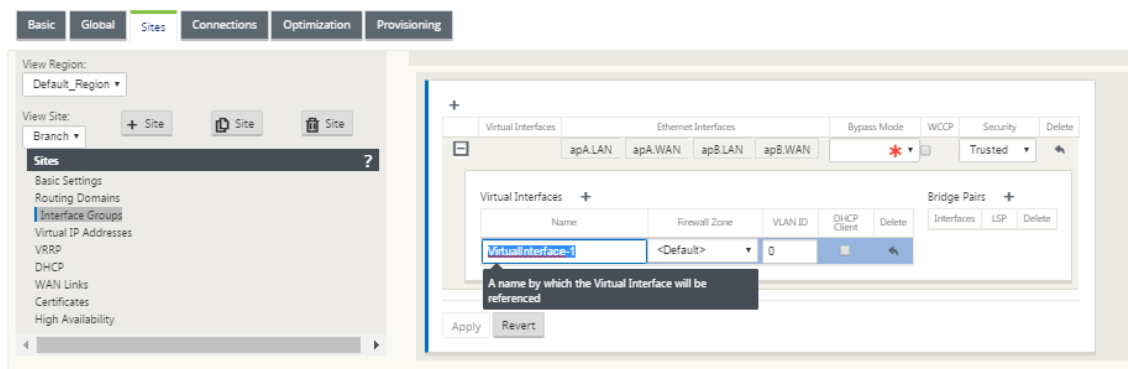 Basic Global Sites Connections Optimization Provisioning
View Region:
Default_Region
View Site:
Branch
+ Site Site Site
Sites ?
Basic Settings
Routing Domains
Interface Groups
Virtual IP Addresses
VRRP
DHCP
WAN Links
Certificates
High Availability
+
Virtual Interfaces Ethernet Interfaces Bypass Mode WCCP Security Delete
apA.LAN apA.WAN apB.LAN apB.WAN * Trusted
Virtual Interfaces +
Name Firewall Zone VLAN ID DHCP Client Delete
VirtualInterface-1 <Default> 0
A name by which the Virtual Interface will be
referenced
Bridge Pairs +
Interfaces LSP Delete
Apply Revert